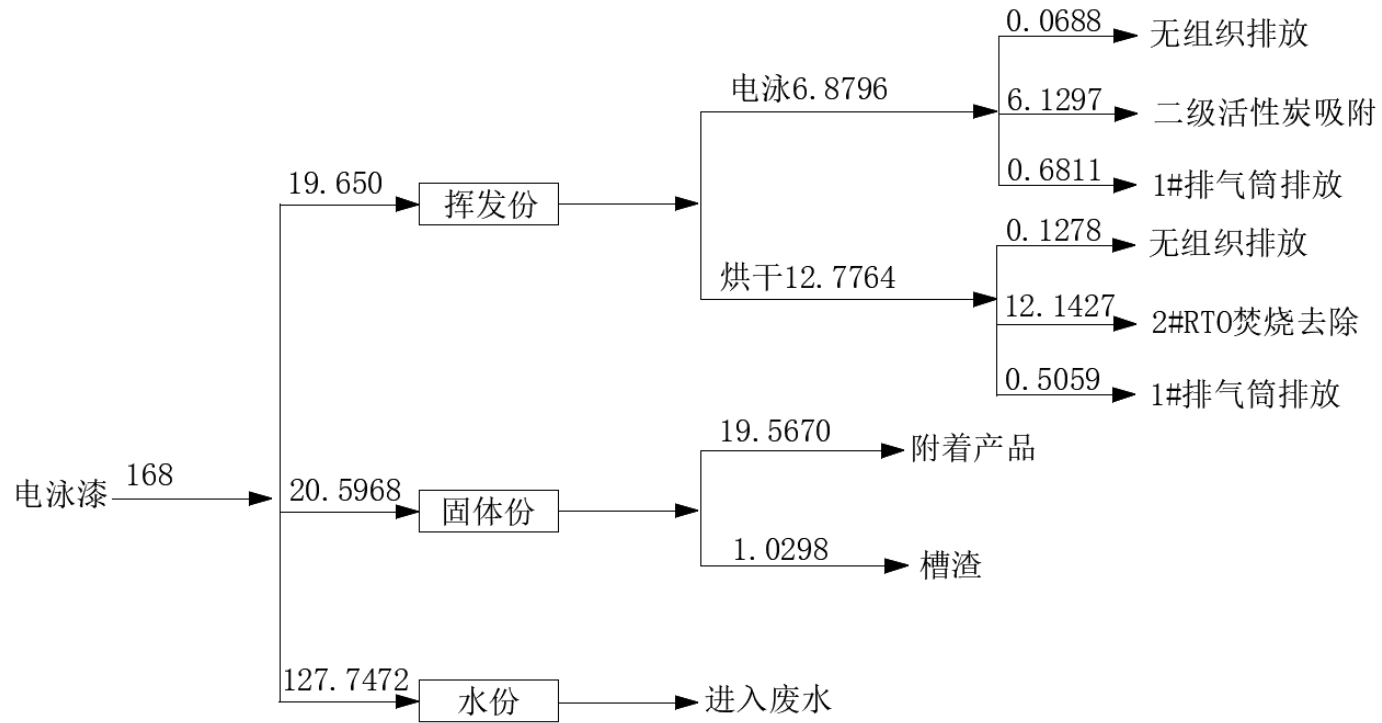 0.0688
无组织排放
电泳6.8796
6.1297
二级活性炭吸附
0.6811
1#排气筒排放
19.650
挥发份
0.1278
无组织排放
烘干12.7764
12.1427
2#RTO焚烧去除
0.5059
1#排气筒排放
19.5670
附着产品
电泳漆
168
20.5968
固体份
1.0298
槽渣
127.7472
水份
进入废水